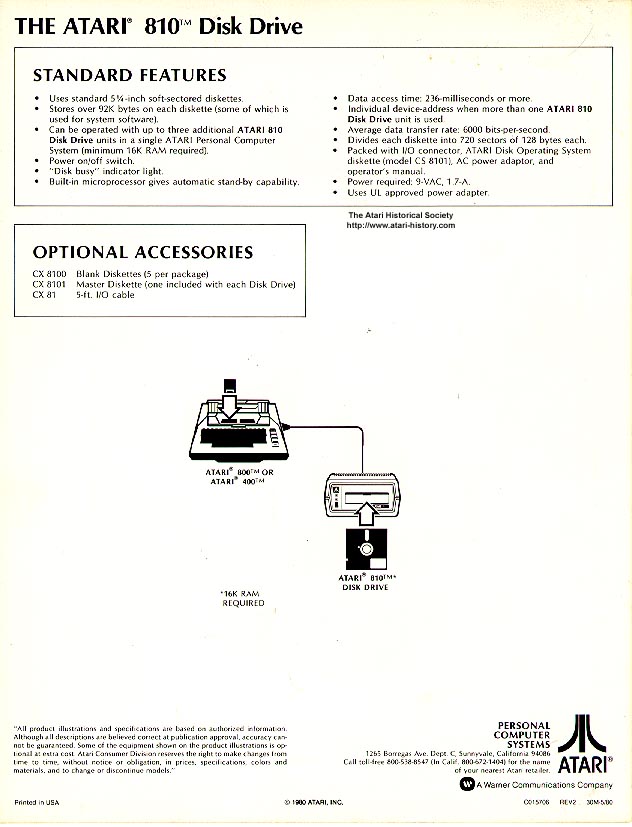 THE ATARI® 810™ Disk Drive
STANDARD FEATURES
• Uses standard 5¼-inch soft-sectored diskettes.
• Stores over 92K bytes on each diskette (some of which is
used for system software).
• Can be operated with up to three additional ATARI 810
Disk Drive units in a single ATARI Personal Computer
System (minimum 16K RAM required).
• Power on/off switch.
• "Disk busy" indicator light.
• Built-in microprocessor gives automatic stand-by capability.
• Data access time: 236-milliseconds or more.
• Individual device-address when more than one ATARI 810
Disk Drive unit is used.
• Average data transfer rate: 6000 bits-per-second.
• Divides each diskette into 720 sectors of 128 bytes each.
• Packed with I/O connector, ATARI Disk Operating System
diskette (model CS 8101), AC power adaptor, and
operator's manual.
• Power required: 9-VAC, 1.7-A.
• Uses UL approved power adapter.
The Atari Historical Society
http://www.atari-history.com
OPTIONAL ACCESSORIES
CX 8100 Blank Diskettes (5 per package)
CX 8101 Master Diskette (one included with each Disk Drive)
CX 81 5-ft. I/O cable
ATARI® 800™ OR
ATARI® 400™
ATARI® 810™*
DISK DRIVE
*16K RAM
REQUIRED
"All product illustrations and specifications are based on authorized information.
Although all descriptions are believed correct at publication approval, accuracy can-
not be guaranteed. Some of the equipment shown on the product illustrations is op-
tional at extra cost. Atari Consumer Division reserves the right to make changes from
time to time, without notice or obligation, in prices, specifications, colors and
materials, and to change or discontinue models."
PERSONAL
COMPUTER
SYSTEMS
1265 Borregas Ave. Dept. C, Sunnyvale, California 94086
Call toll-free 800-538-8547 (In Calif. 800-672-1404) for the name
of your nearest Atari retailer.
ATARI®
A Warner Communications Company
Printed in USA
© 1980 ATARI, INC.
C015706 REV2 30M-5/80